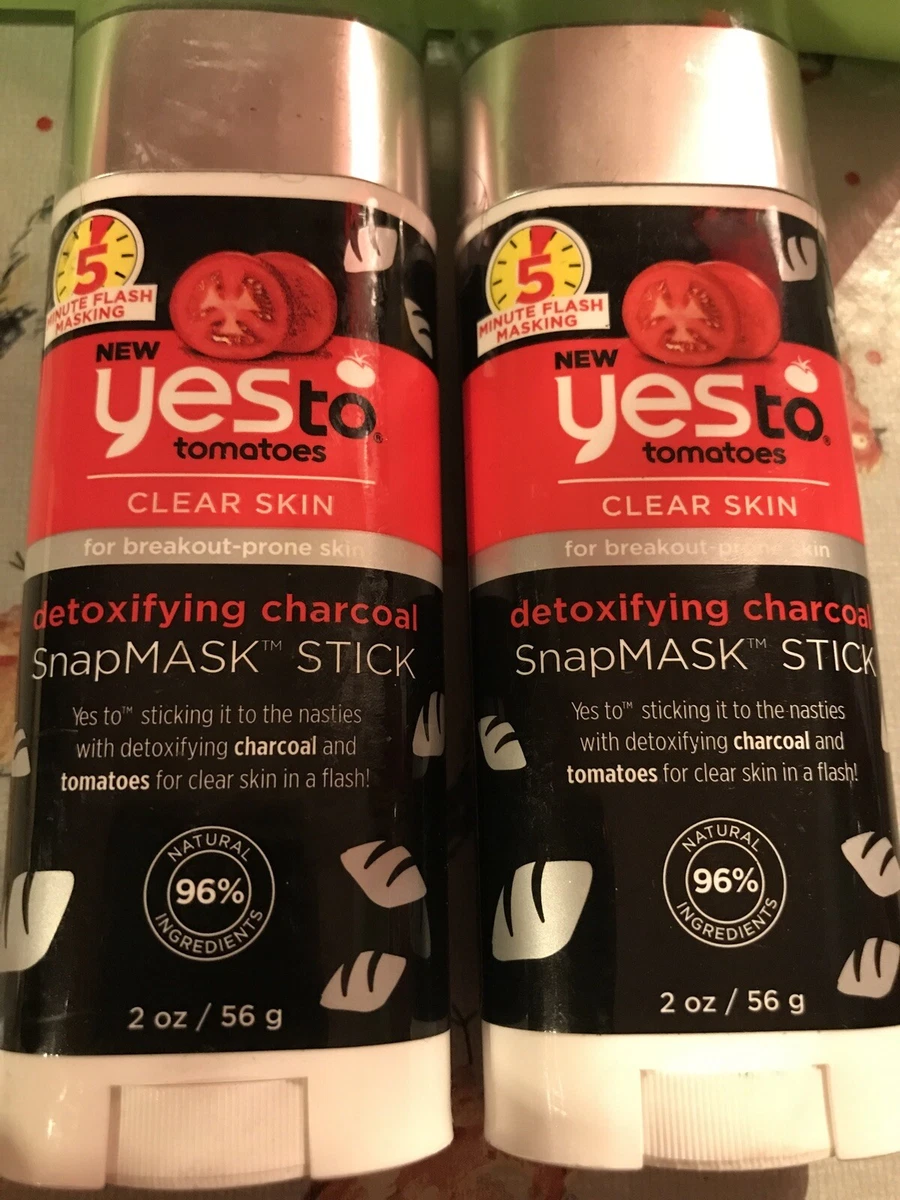 5
MINUTE FLASH
MASKING
NEW
yes to®
tomatoes
CLEAR SKIN
for breakout-prone skin
detoxifying charcoal
SnapMASK™ STICK
Yes to™ sticking it to the nasties
with detoxifying charcoal and
tomatoes for clear skin in a flash!
NATURAL
96%
INGREDIENTS
2 oz / 56 g
5
MINUTE FLASH
MASKING
NEW
yes to®
tomatoes
CLEAR SKIN
for breakout-prone skin
detoxifying charcoal
SnapMASK™ STICK
Yes to™ sticking it to the nasties
with detoxifying charcoal and
tomatoes for clear skin in a flash!
NATURAL
96%
INGREDIENTS
2 oz / 56 g